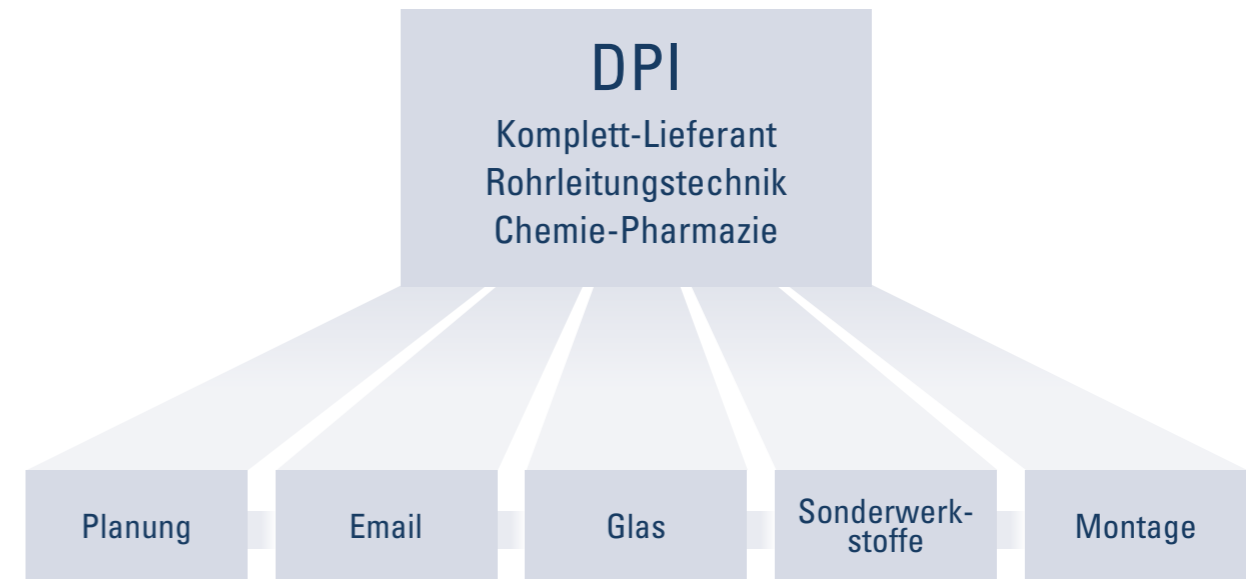 DPI
Komplett-Lieferant
Rohrleitungstechnik
Chemie-Pharmazie
Planung
Email
Glas
Sonderwerk-
stoffe
Montage